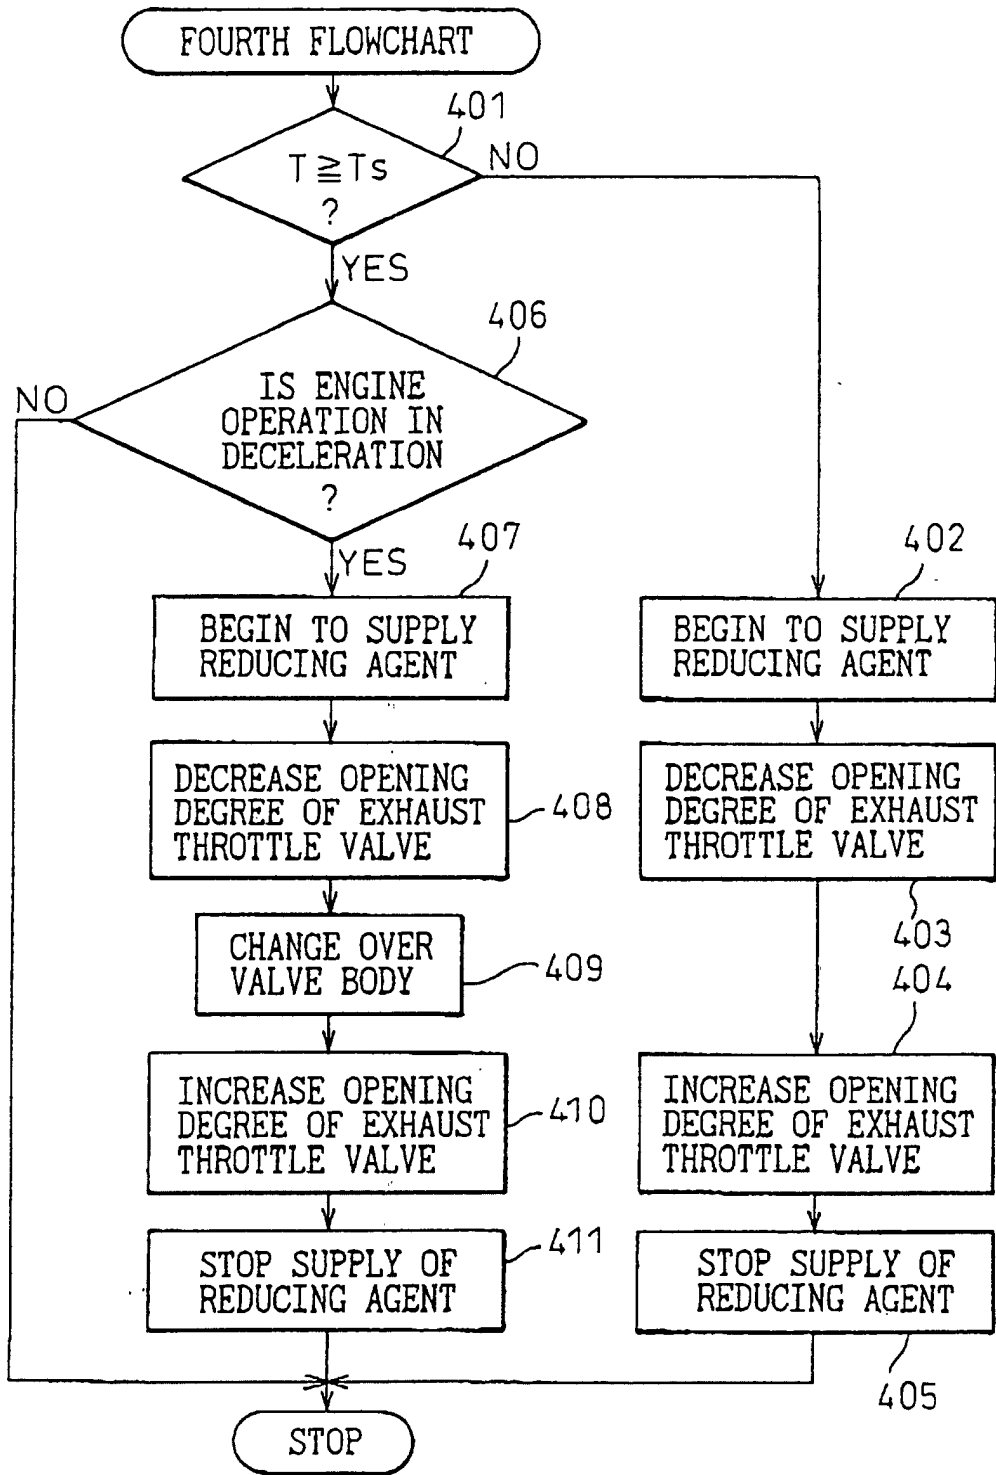 FOURTH FLOWCHART
401
T ≧ Ts
?
NO
YES
406
IS ENGINE
OPERATION IN
DECELERATION
?
NO
YES
407
BEGIN TO SUPPLY
REDUCING AGENT
402
BEGIN TO SUPPLY
REDUCING AGENT
DECREASE OPENING
DEGREE OF EXHAUST
THROTTLE VALVE
408
DECREASE OPENING
DEGREE OF EXHAUST
THROTTLE VALVE
403
CHANGE OVER
VALVE BODY
409
404
INCREASE OPENING
DEGREE OF EXHAUST
THROTTLE VALVE
410
INCREASE OPENING
DEGREE OF EXHAUST
THROTTLE VALVE
STOP SUPPLY OF
REDUCING AGENT
411
STOP SUPPLY OF
REDUCING AGENT
405
STOP